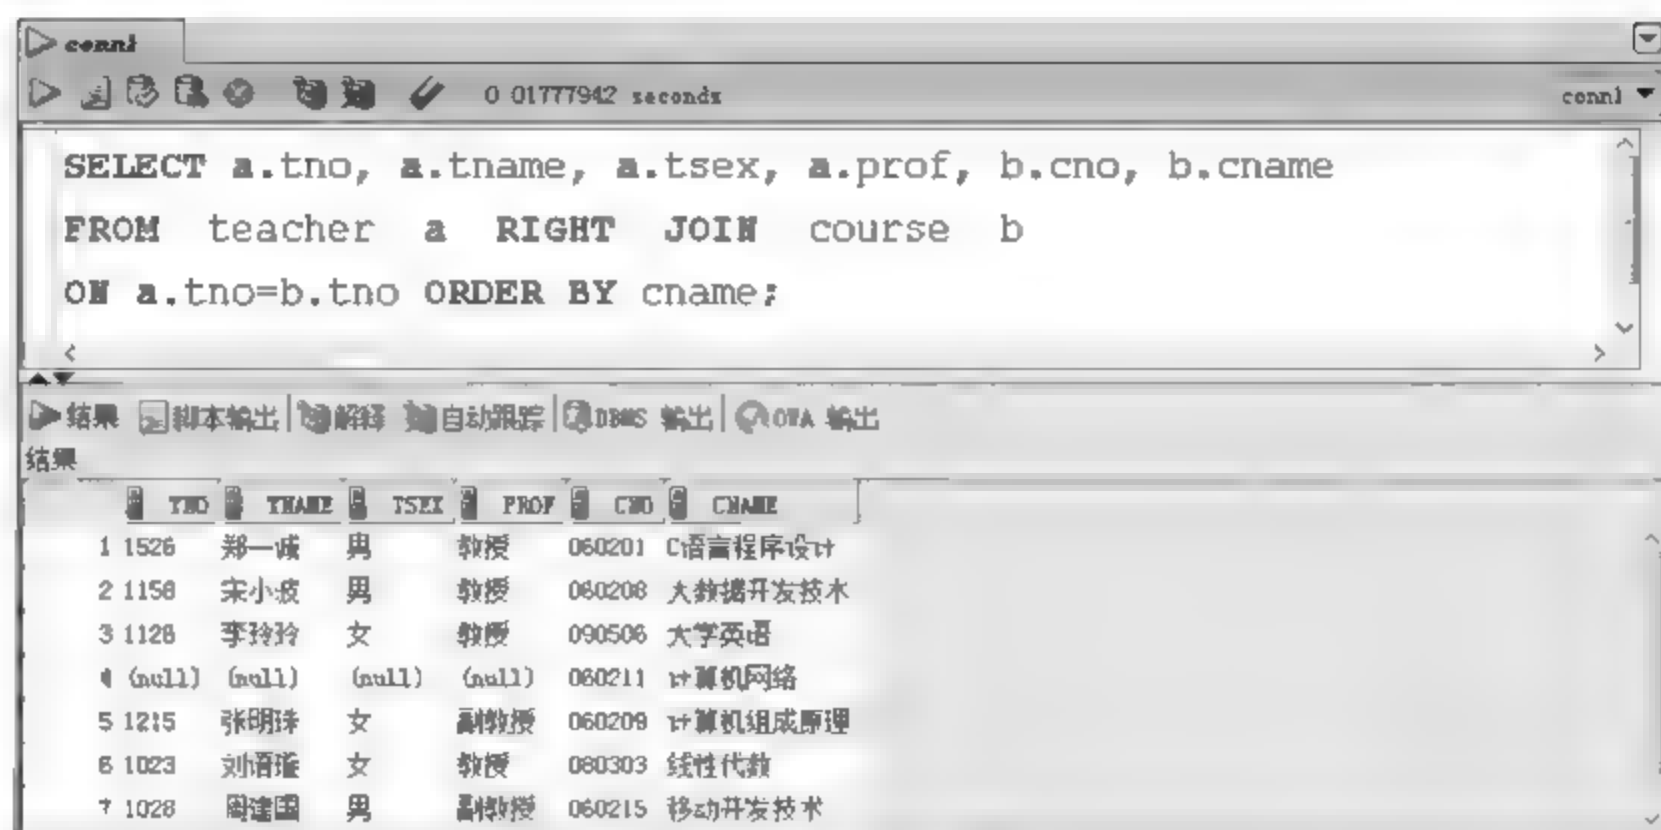 conn1
0 01777942 seconds conn1
SELECT a.tno, a.tname, a.tsex, a.prof, b.cno, b.cname
FROM teacher a RIGHT JOIN course b
ON a.tno=b.tno ORDER BY cname;
结果 脚本输出 解释 自动跟踪 DBMS 输出 OWA 输出
结果
TNO TNAME TSEX PROF CNO CNAME
1 1526 郑一诚 男 教授 060201 C语言程序设计
2 1158 宋小波 男 教授 060208 大数据开发技术
3 1128 李玲玲 女 教授 090506 大学英语
4 (null) (null) (null) (null) 060211 计算机网络
5 1215 张明珠 女 副教授 060209 计算机组成原理
6 1023 刘语 女 教授 080303 线性代数
7 1028 周建国 男 副教授 060215 移动开发技术